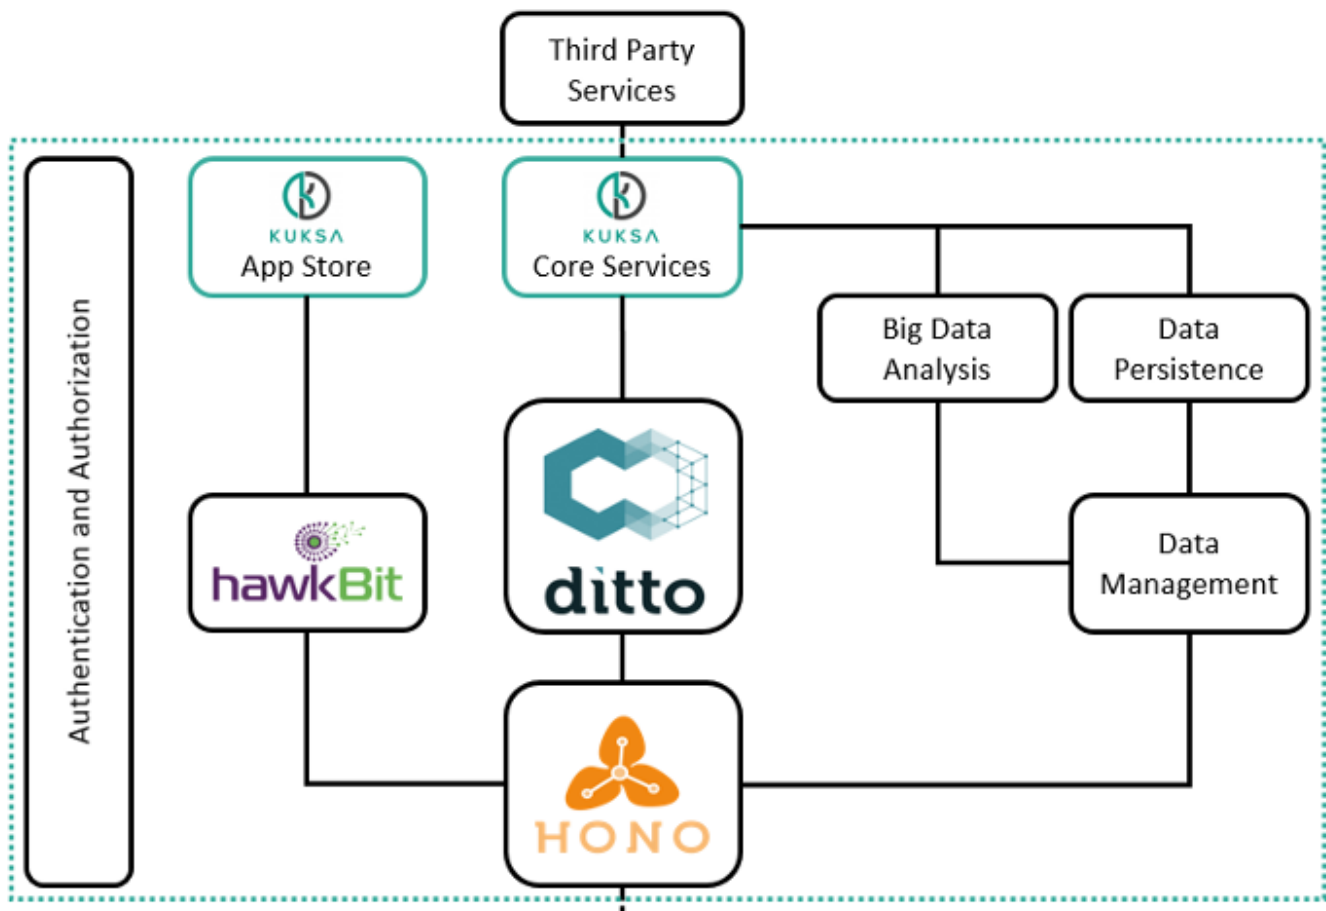 Third Party
Services
Authentication and Authorization
KUKSA
App Store
KUKSA
Core Services
Big Data
Analysis
Data
Persistence
hawkBit
ditto
Data
Management
HONO